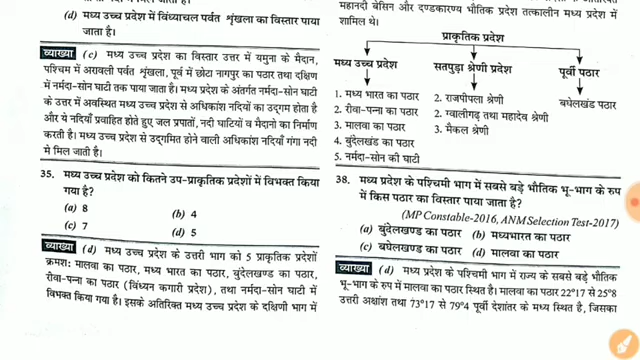 (d) मध्य उच्च प्रदेश में विंध्याचल पर्वत शृंखला का विस्तार पाया
जाता है।
व्याख्या (c) मध्य उच्च प्रदेश का विस्तार उत्तर में यमुना के मैदान,
पश्चिम में अरावली पर्वत शृंखला, पूर्व में छोटा नागपुर का पठार तथा दक्षिण
में नर्मदा-सोन घाटी तक पाया जाता है। मध्य प्रदेश के अंतर्गत नर्मदा-सोन घाटी
के उत्तर में अवस्थित मध्य उच्च प्रदेश से अधिकांश नदियों का उद्गम होता है
और ये नदियाँ प्रवाहित होते हुए जल प्रपातों, नदी घाटियों व मैदानो का निर्माण
करती है। मध्य उच्च प्रदेश से उद्गमित होने वाली अधिकांश नदियाँ गंगा नदी
मे मिल जाती है।
35. मध्य उच्च प्रदेश को कितने उप-प्राकृतिक प्रदेशों में विभक्त किया
गया है?
(a) 8 (b) 4
(c) 7 (d) 5
व्याख्या (d) मध्य उच्च प्रदेश के उत्तरी भाग को 5 प्राकृतिक प्रदेशों
क्रमशः मालवा का पठार, मध्य भारत का पठार, बुंदेलखण्ड का पठार,
रीवा-पन्ना का पठार (विंध्यन कगारी प्रदेश), तथा नर्मदा-सोन घाटी में
विभक्त किया गया है। इसके अतिरिक्त मध्य उच्च प्रदेश के दक्षिणी भाग में
महानदी बेसिन और दण्डकारण्य भौतिक प्रदेश तत्कालीन मध्य प्रदेश में
शामिल थे।
प्राकृतिक प्रदेश
मध्य उच्च प्रदेश सतपुड़ा श्रेणी प्रदेश पूर्वी पठार
1. मध्य भारत का पठार 2. राजपीपला श्रेणी बघेलखंड पठार
2. रीवा-पन्ना का पठार 2. ग्वालीगढ़ तथा महादेव श्रेणी
3. मालवा का पठार 3. मैकल श्रेणी
4. बुंदेलखंड का पठार
5. नर्मदा-सोन की घाटी
38. मध्य प्रदेश के पश्चिमी भाग में सबसे बड़े भौतिक भू-भाग के रुप
में किस पठार का विस्तार पाया जाता है?
(MP Constable-2016, ANM Selection Test-2017)
(a) बुंदेलखण्ड का पठार (b) मध्यभारत का पठार
(c) बघेलखण्ड का पठार (d) मालवा का पठार
व्याख्या (d) मध्य प्रदेश के पश्चिमी भाग में राज्य के सबसे बड़े भौतिक
भू-भाग के रुप में मालवा का पठार स्थित है। मालवा का पठार 22°17 से 25°8
उत्तरी अक्षांश तथा 73°17 से 79°4 पूर्वी देशांतर के मध्य स्थित है, जिसका